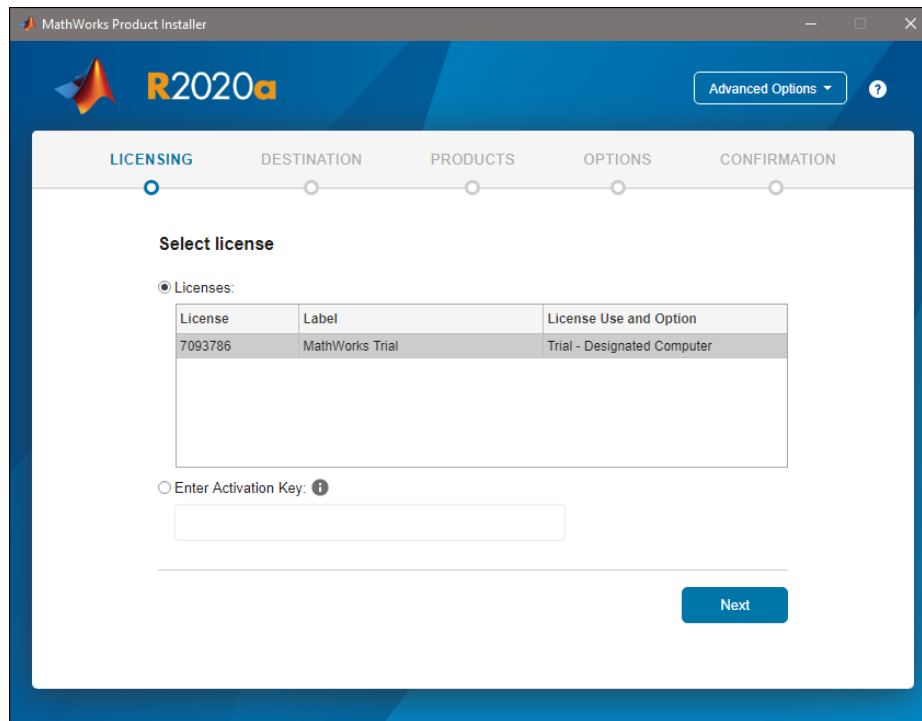 MathWorks Product Installer
R2020a
Advanced Options
?
LICENSING DESTINATION PRODUCTS OPTIONS CONFIRMATION
Select license
Licenses:
License Label License Use and Option
7093786 MathWorks Trial Trial - Designated Computer
Enter Activation Key: i
Next